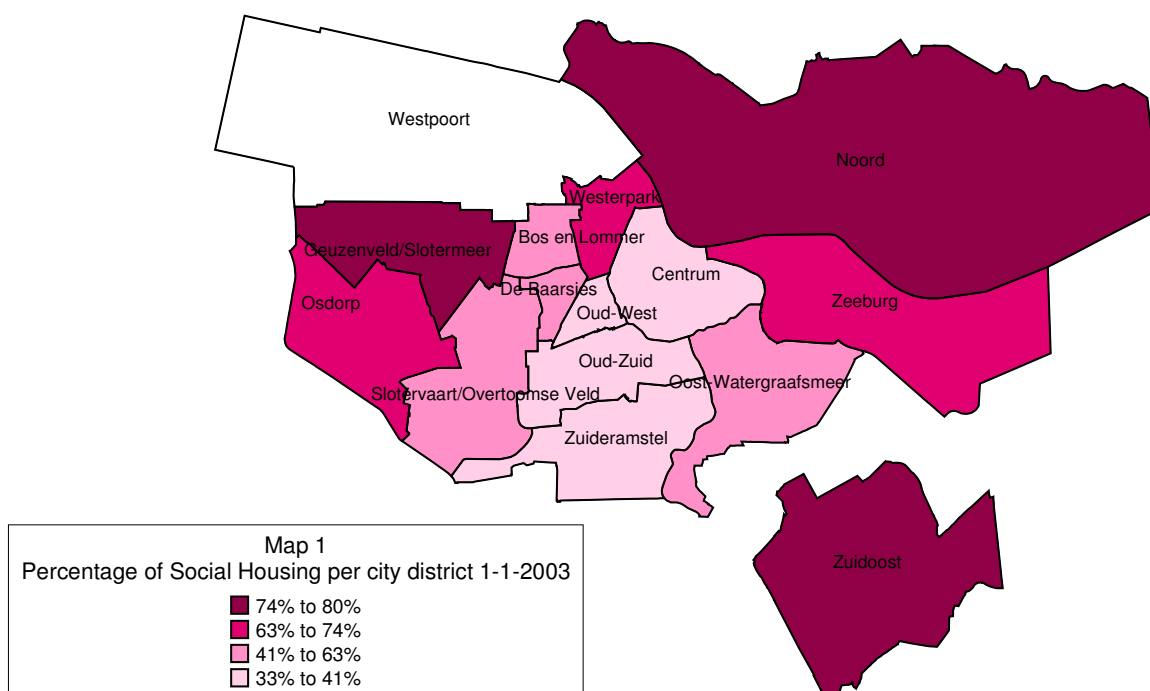 Westpoort
Noord
Westerpark
Bos en Lommer
Geuzenveld/Slotermeer
Centrum
De Baarsjes
Zeeburg
Osdorp
Oud-West
Oud-Zuid
Oost-Watergraafsmeer
Slotervaart/Overtoomse Veld
Zuideramstel
Zuidoost
Map 1
Percentage of Social Housing per city district 1-1-2003
74% to 80%
63% to 74%
41% to 63%
33% to 41%